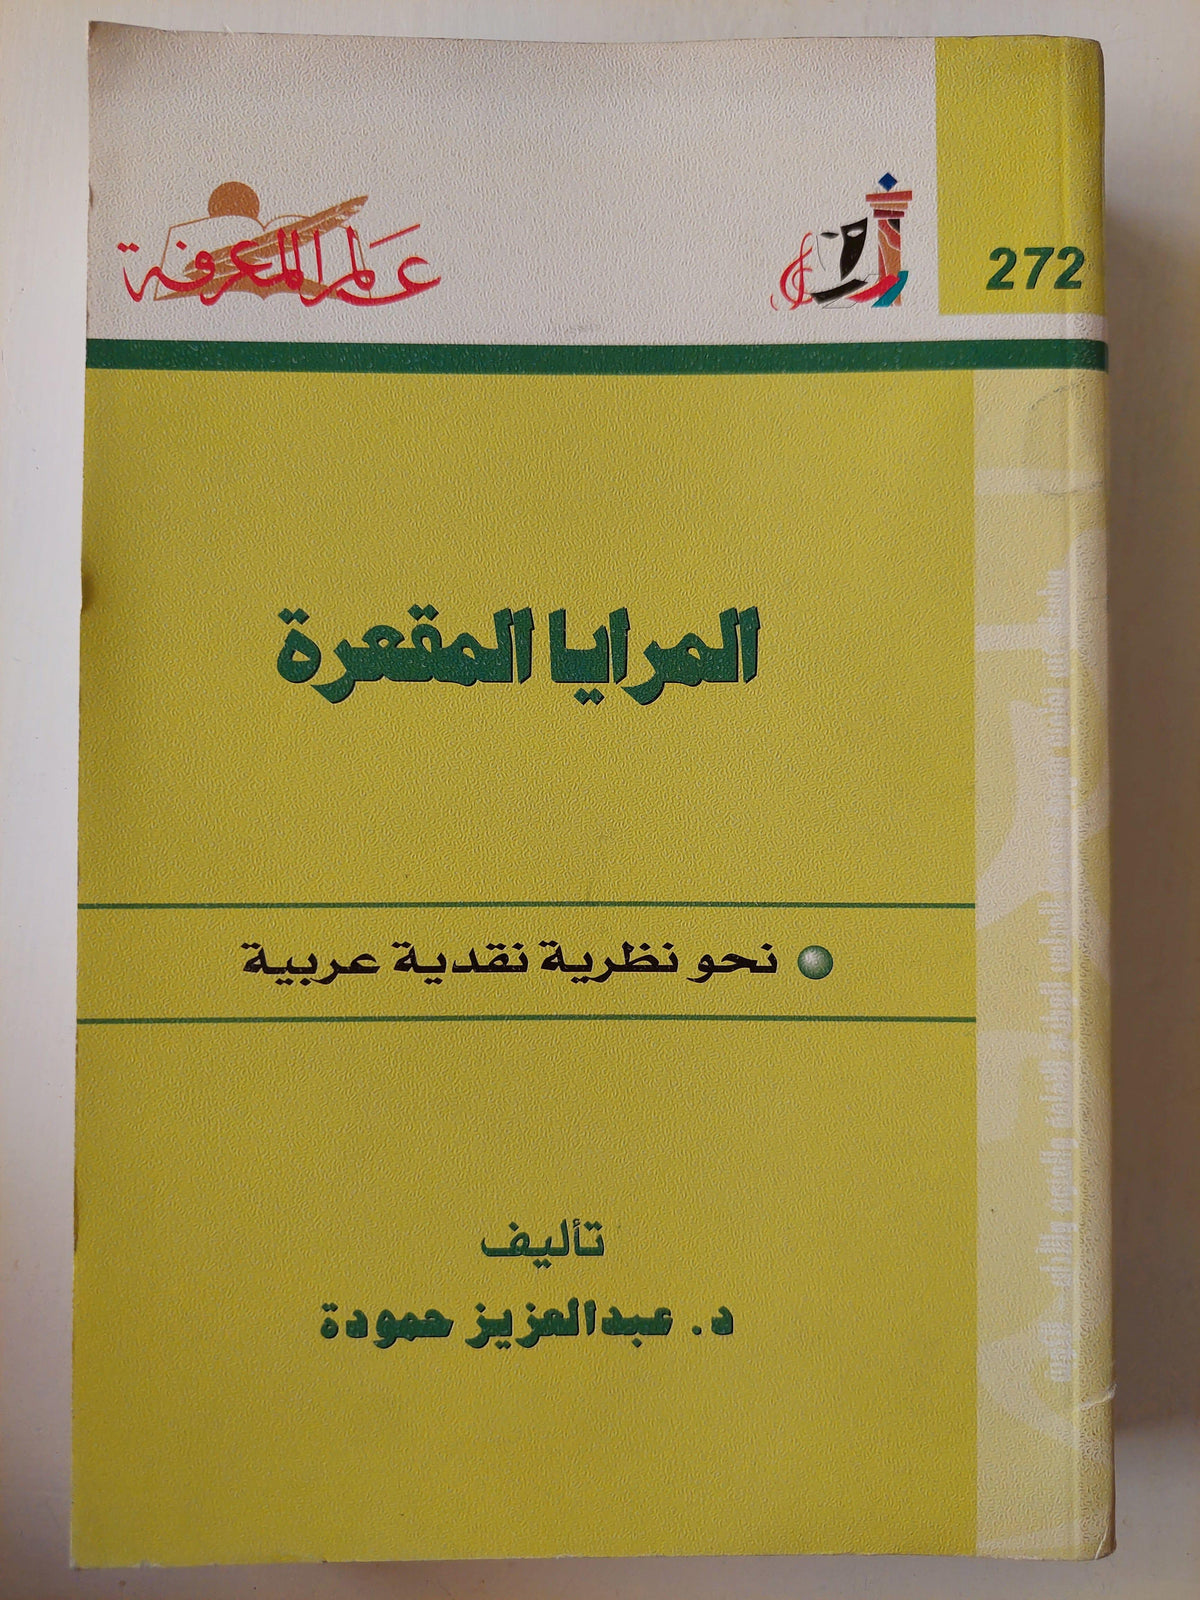 عالم المعرفة
272
المرايا المقعرة
نحو نظرية نقدية عربية
تأليف
د. عبدالعزيز حمودة